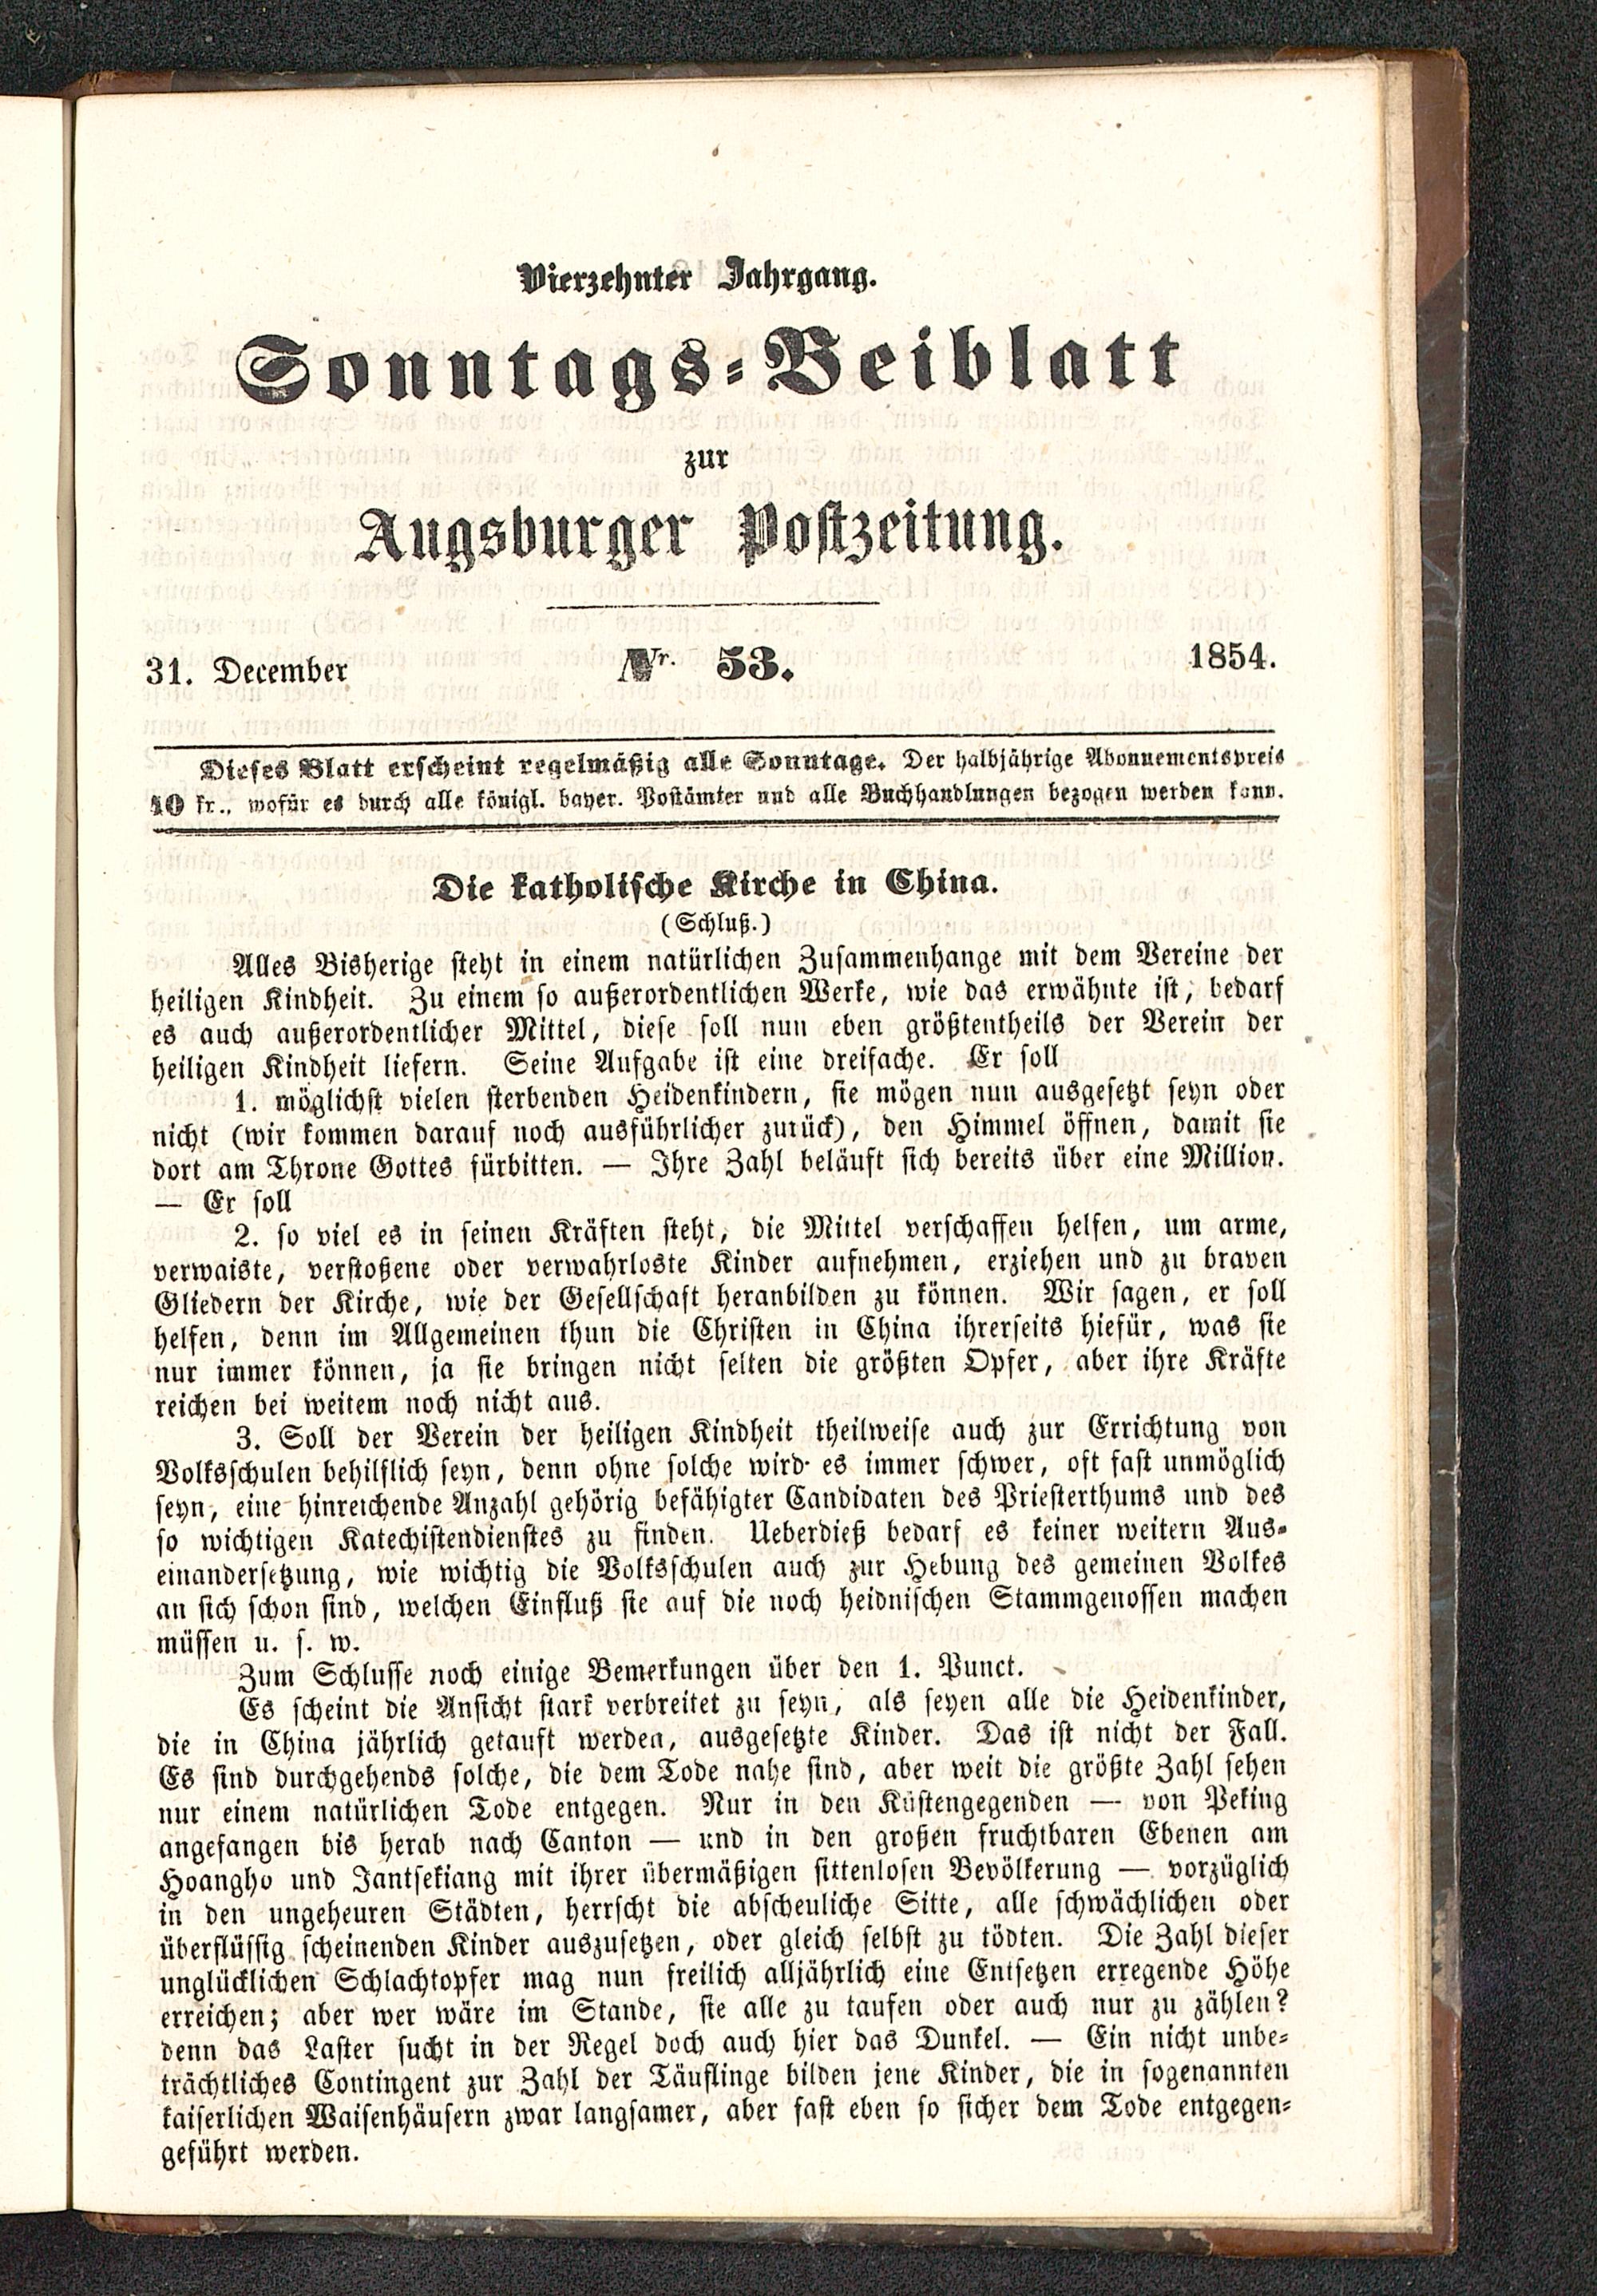 Vierzehnter Jahrgang.
Sonntags-Beiblatt
zur
Augsburger Postzeitung.
31. December Nr. 53. 1854.
Dieses Blatt erscheint regelmäßig alle Sonntage. Der halbjährige Abonnementspreis
40 kr., wofür es durch alle königl. bayer. Postämter und alle Buchhandlungen bezogen werden kann.
Die katholische Kirche in China.
(Schluß.)
Alles Bisherige steht in einem natürlichen Zusammenhange mit dem Vereine der
heiligen Kindheit. Zu einem so außerordentlichen Werke, wie das erwähnte ist, bedarf
es auch außerordentlicher Mittel, diese soll nun eben größtentheils der Verein der
heiligen Kindheit liefern. Seine Aufgabe ist eine dreifache. Er soll
1. möglichst vielen sterbenden Heidenkindern, sie mögen nun ausgesetzt seyn oder
nicht (wir kommen darauf noch ausführlicher zurück), den Himmel öffnen, damit sie
dort am Throne Gottes fürbitten. — Ihre Zahl beläuft sich bereits über eine Million.
— Er soll
2. so viel es in seinen Kräften steht, die Mittel verschaffen helfen, um arme,
verwaiste, verstoßene oder verwahrloste Kinder aufnehmen, erziehen und zu braven
Gliedern der Kirche, wie der Gesellschaft heranbilden zu können. Wir sagen, er soll
helfen, denn im Allgemeinen thun die Christen in China ihrerseits hiefür, was sie
nur immer können, ja sie bringen nicht selten die größten Opfer, aber ihre Kräfte
reichen bei weitem noch nicht aus.
3. Soll der Verein der heiligen Kindheit theilweise auch zur Errichtung von
Volksschulen behilflich seyn, denn ohne solche wird es immer schwer, oft fast unmöglich
seyn, eine hinreichende Anzahl gehörig befähigter Candidaten des Priesterthums und des
so wichtigen Katechistendienstes zu finden. Ueberdieß bedarf es keiner weitern Aus-
einandersetzung, wie wichtig die Volksschulen auch zur Hebung des gemeinen Volkes
an sich schon sind, welchen Einfluß sie auf die noch heidnischen Stammgenossen machen
müssen u. s. w.
Zum Schlusse noch einige Bemerkungen über den 1. Punct.
Es scheint die Ansicht stark verbreitet zu seyn, als seyen alle die Heidenkinder,
die in China jährlich getauft werden, ausgesetzte Kinder. Das ist nicht der Fall.
Es sind durchgehends solche, die dem Tode nahe sind, aber weit die größte Zahl sehen
nur einem natürlichen Tode entgegen. Nur in den Küstengegenden — von Peking
angefangen bis herab nach Canton — und in den großen fruchtbaren Ebenen am
Hoangho und Jantsekiang mit ihrer übermäßigen sittenlosen Bevölkerung — vorzüglich
in den ungeheuren Städten, herrscht die abscheuliche Sitte, alle schwächlichen oder
überflüssig scheinenden Kinder auszusetzen, oder gleich selbst zu tödten. Die Zahl dieser
unglücklichen Schlachtopfer mag nun freilich alljährlich eine Entsetzen erregende Höhe
erreichen; aber wer wäre im Stande, sie alle zu taufen oder auch nur zu zählen?
denn das Laster sucht in der Regel doch auch hier das Dunkel. — Ein nicht unbe-
trächtliches Contingent zur Zahl der Täuflinge bilden jene Kinder, die in sogenannten
kaiserlichen Waisenhäusern zwar langsamer, aber fast eben so sicher dem Tode entgegen-
geführt werden.